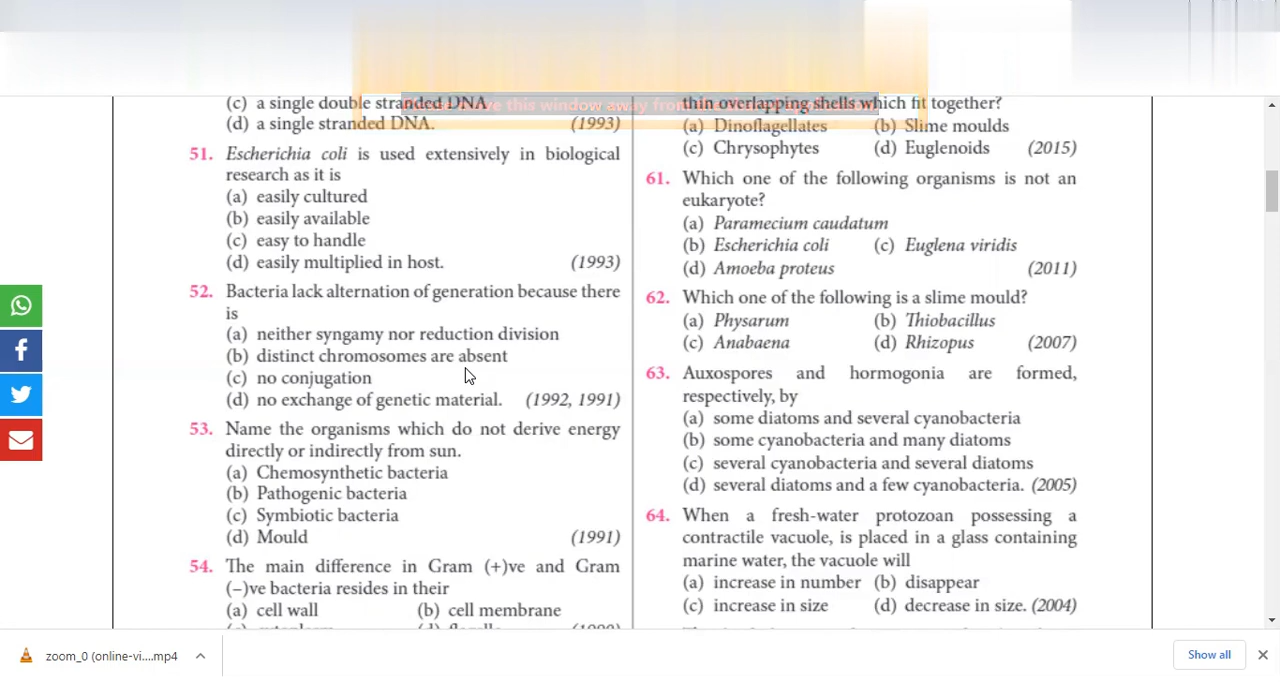 Please move this window away from
(c) a single double stranded DNA
(d) a single stranded DNA. (1993)
51. Escherichia coli is used extensively in biological
research as it is
(a) easily cultured
(b) easily available
(c) easy to handle
(d) easily multiplied in host. (1993)
52. Bacteria lack alternation of generation because there
is
(a) neither syngamy nor reduction division
(b) distinct chromosomes are absent
(c) no conjugation
(d) no exchange of genetic material. (1992, 1991)
53. Name the organisms which do not derive energy
directly or indirectly from sun.
(a) Chemosynthetic bacteria
(b) Pathogenic bacteria
(c) Symbiotic bacteria
(d) Mould (1991)
54. The main difference in Gram (+)ve and Gram
(–)ve bacteria resides in their
(a) cell wall (b) cell membrane
thin overlapping shells which fit together?
(a) Dinoflagellates (b) Slime moulds
(c) Chrysophytes (d) Euglenoids (2015)
61. Which one of the following organisms is not an
eukaryote?
(a) Paramecium caudatum
(b) Escherichia coli (c) Euglena viridis
(d) Amoeba proteus (2011)
62. Which one of the following is a slime mould?
(a) Physarum (b) Thiobacillus
(c) Anabaena (d) Rhizopus (2007)
63. Auxospores and hormogonia are formed,
respectively, by
(a) some diatoms and several cyanobacteria
(b) some cyanobacteria and many diatoms
(c) several cyanobacteria and several diatoms
(d) several diatoms and a few cyanobacteria. (2005)
64. When a fresh-water protozoan possessing a
contractile vacuole, is placed in a glass containing
marine water, the vacuole will
(a) increase in number (b) disappear
(c) increase in size (d) decrease in size. (2004)
zoom_0 (online-vi....mp4
Show all